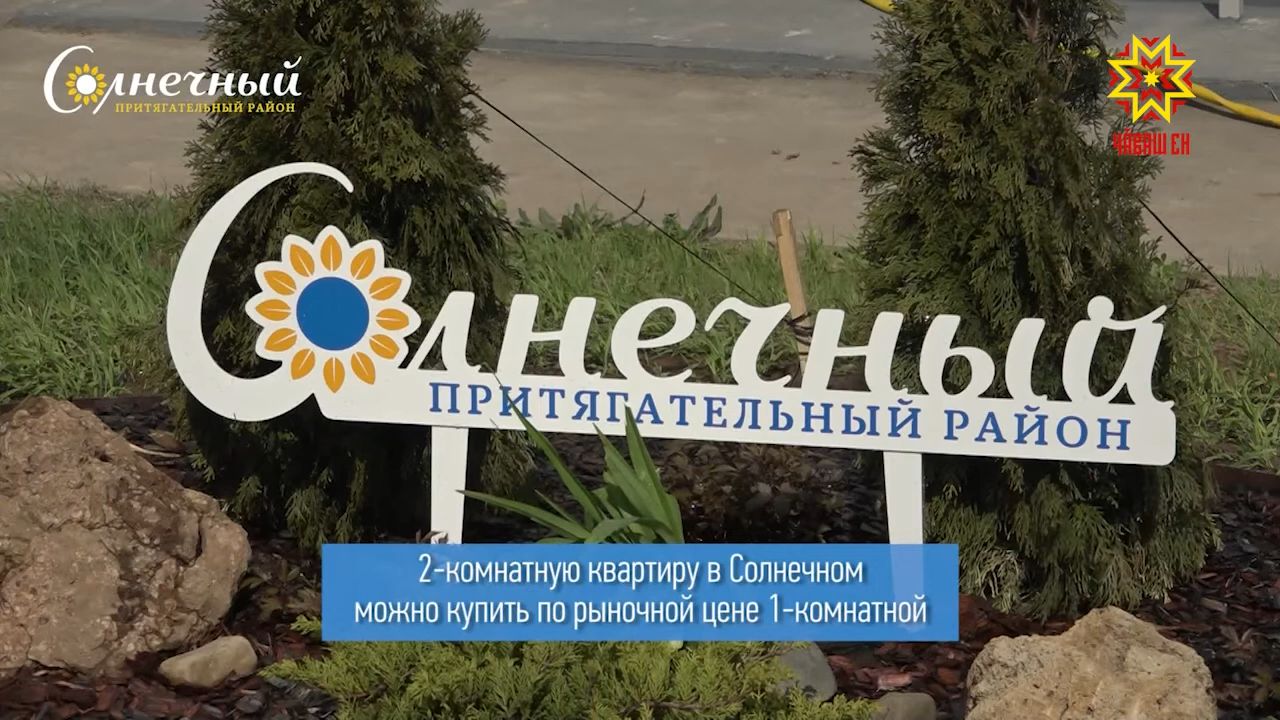 Солнечный
ПРИТЯГАТЕЛЬНЫЙ РАЙОН
ЧӐВАШ ЕН
Солнечный
ПРИТЯГАТЕЛЬНЫЙ РАЙОН
2-комнатную квартиру в Солнечном
можно купить по рыночной цене 1-комнатной